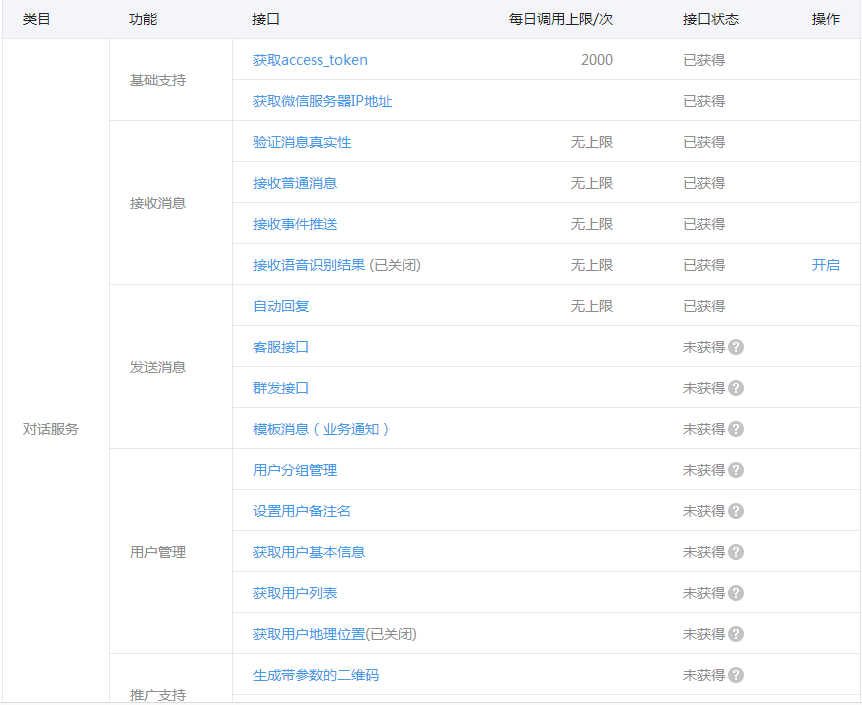 类目 功能 接口 每日调用上限/次 接口状态 操作
对话服务
基础支持
获取access_token 2000 已获得
获取微信服务器IP地址 已获得
接收消息
验证消息真实性 无上限 已获得
接收普通消息 无上限 已获得
接收事件推送 无上限 已获得
接收语音识别结果 (已关闭) 无上限 已获得 开启
发送消息
自动回复 无上限 已获得
客服接口 未获得 ?
群发接口 未获得 ?
模板消息（业务通知） 未获得 ?
用户管理
用户分组管理 未获得 ?
设置用户备注名 未获得 ?
获取用户基本信息 未获得 ?
获取用户列表 未获得 ?
获取用户地理位置(已关闭) 未获得 ?
推广支持
生成带参数的二维码 未获得 ?